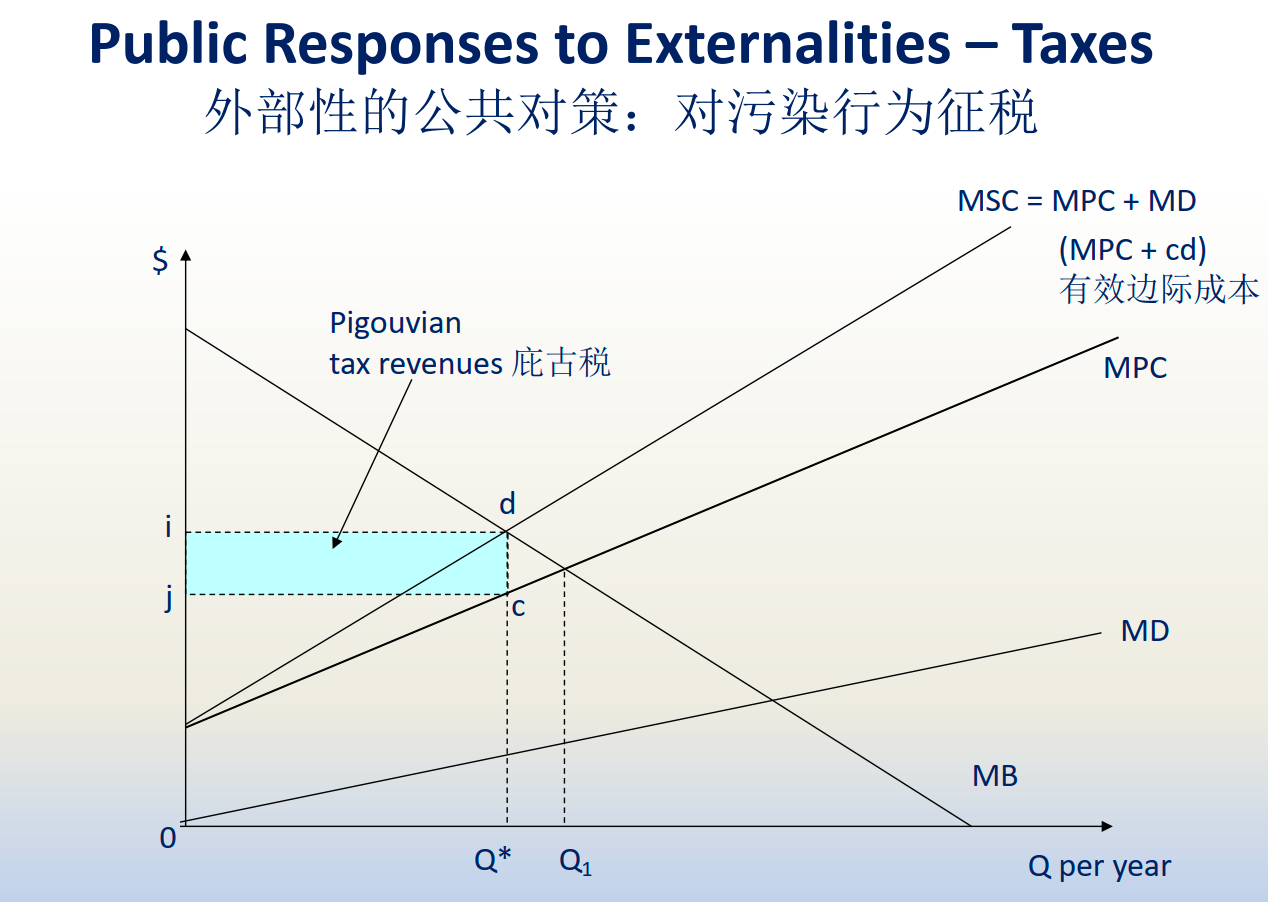 Public Responses to Externalities – Taxes
外部性的公共对策：对污染行为征税
MSC = MPC + MD
(MPC + cd)
有效边际成本
$
Pigouvian
tax revenues 庇古税
MPC
d
i
j
c
MD
MB
0
Q*
Q1
Q per year